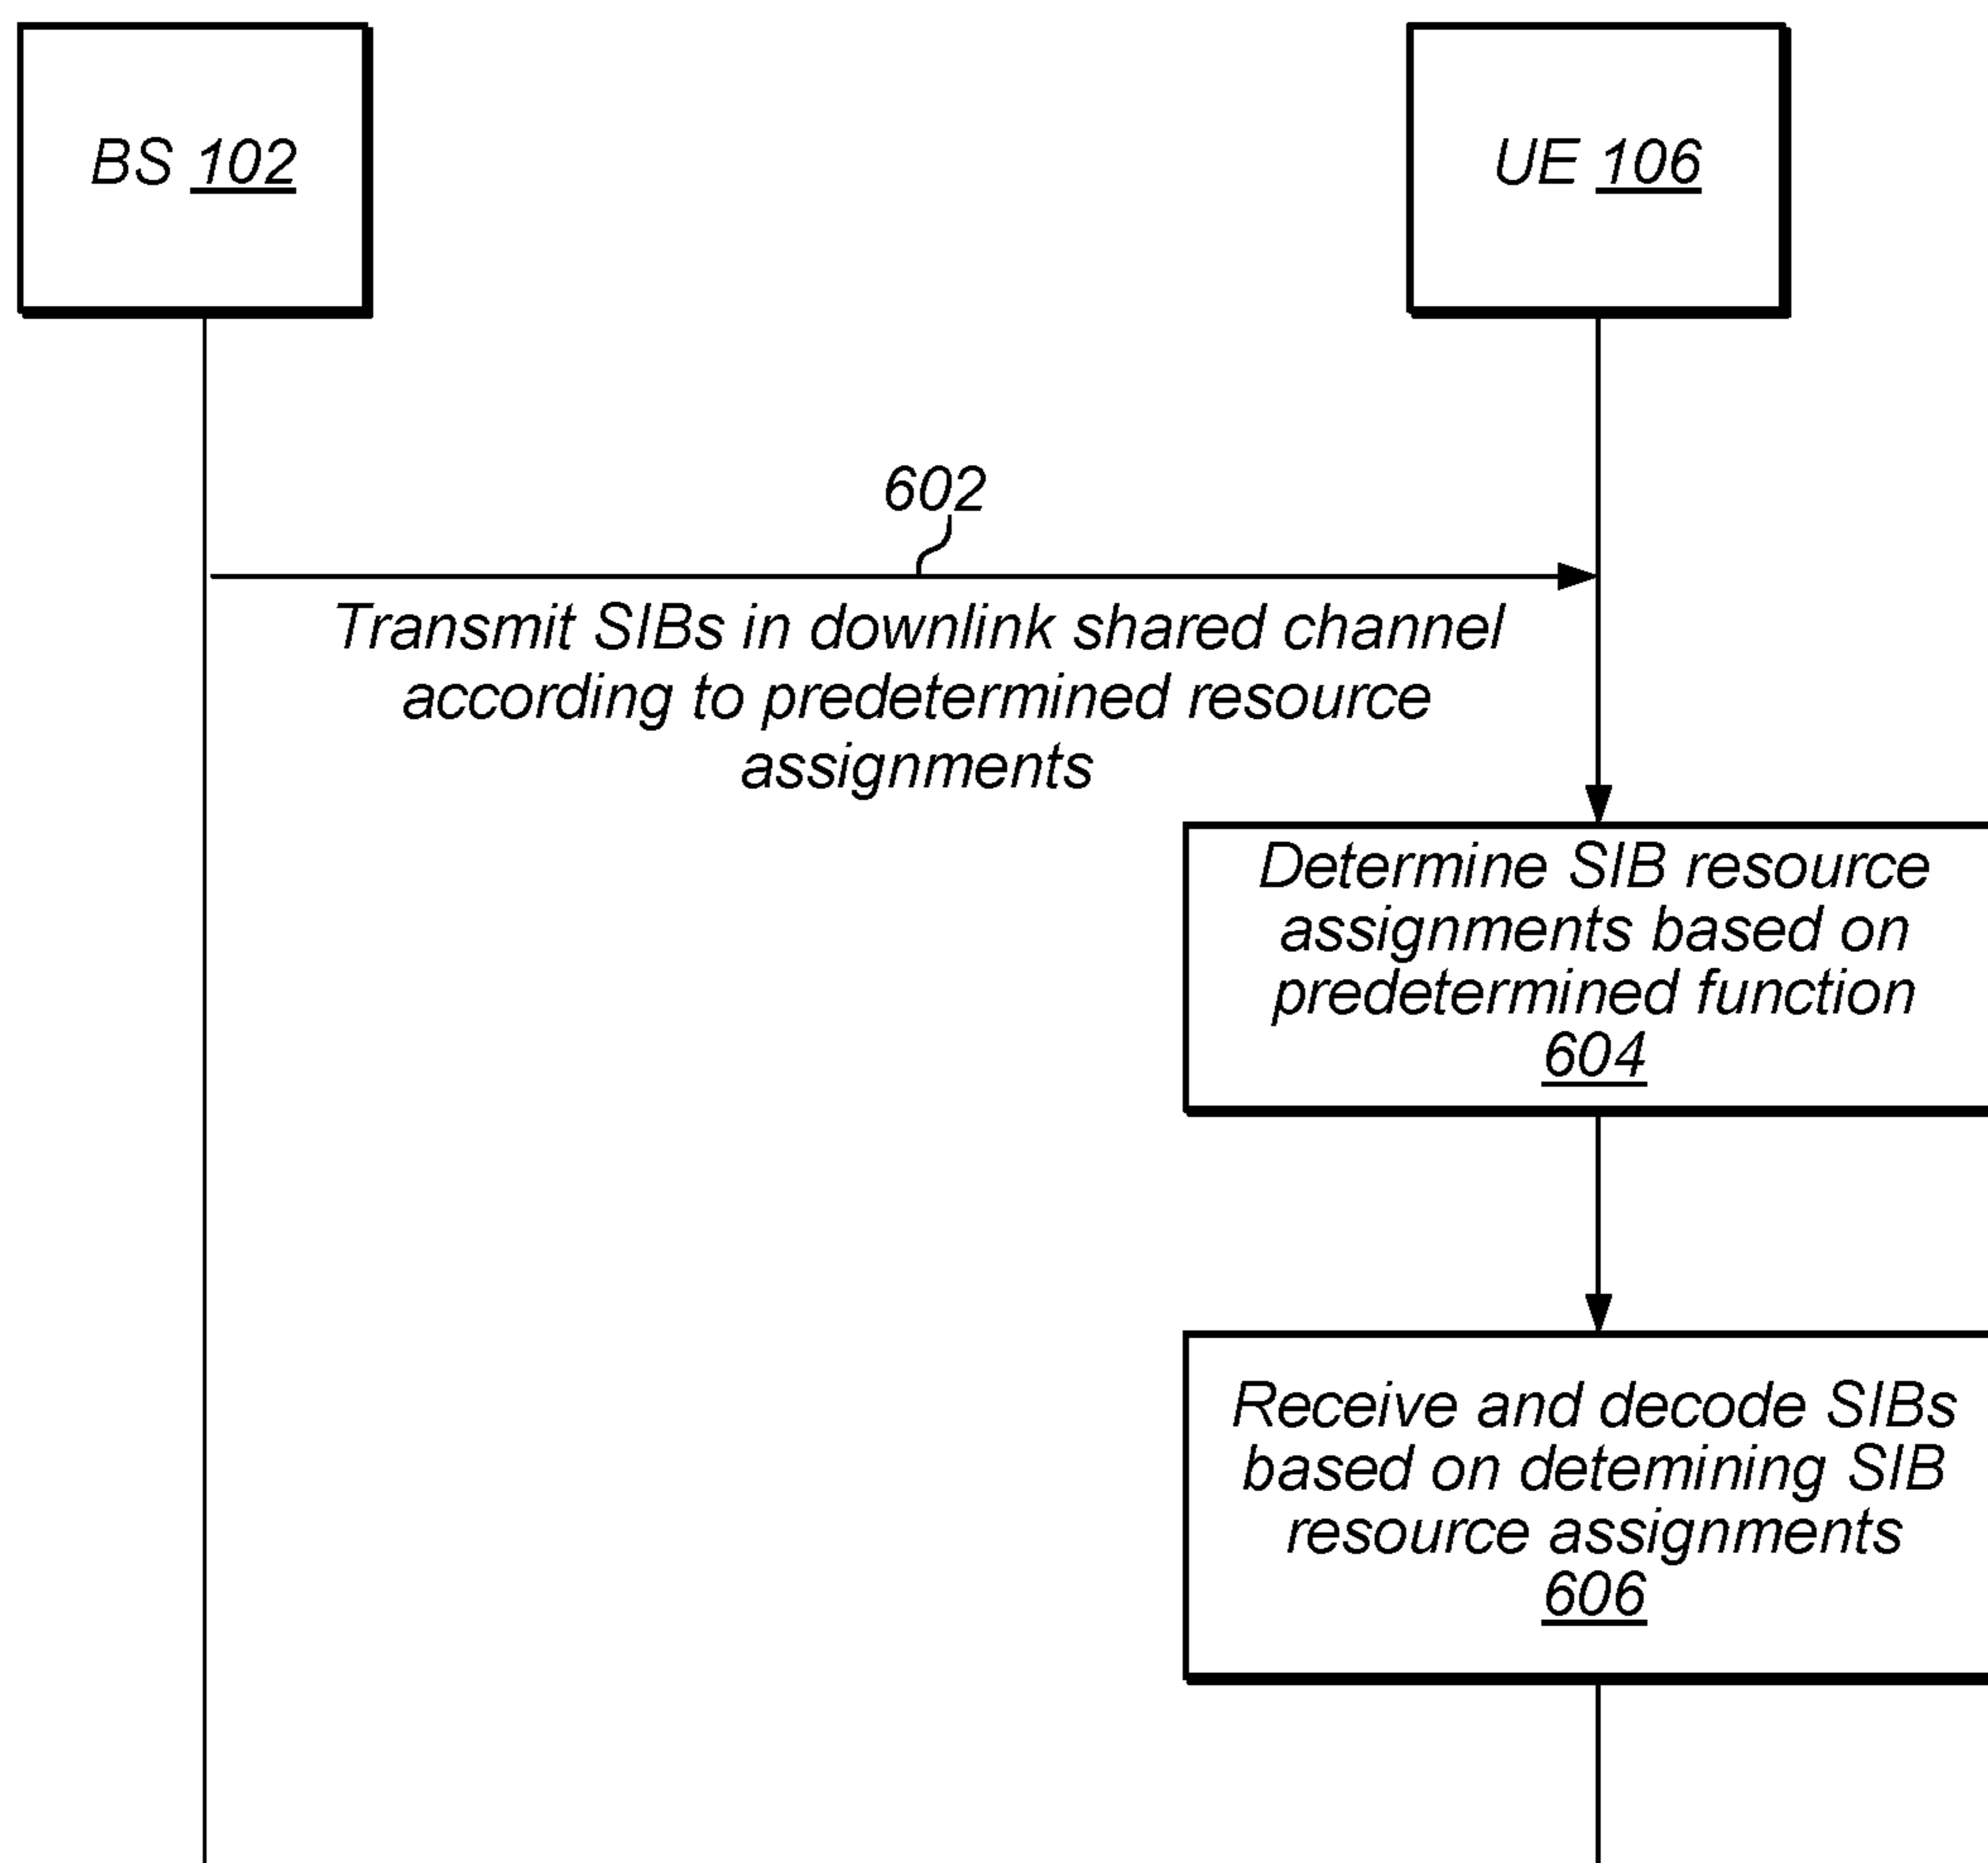 BS 102
UE 106
602
Transmit SIBs in downlink shared channel
according to predetermined resource
assignments
Determine SIB resource
assignments based on
predetermined function
604
Receive and decode SIBs
based on detemining SIB
resource assignments
606